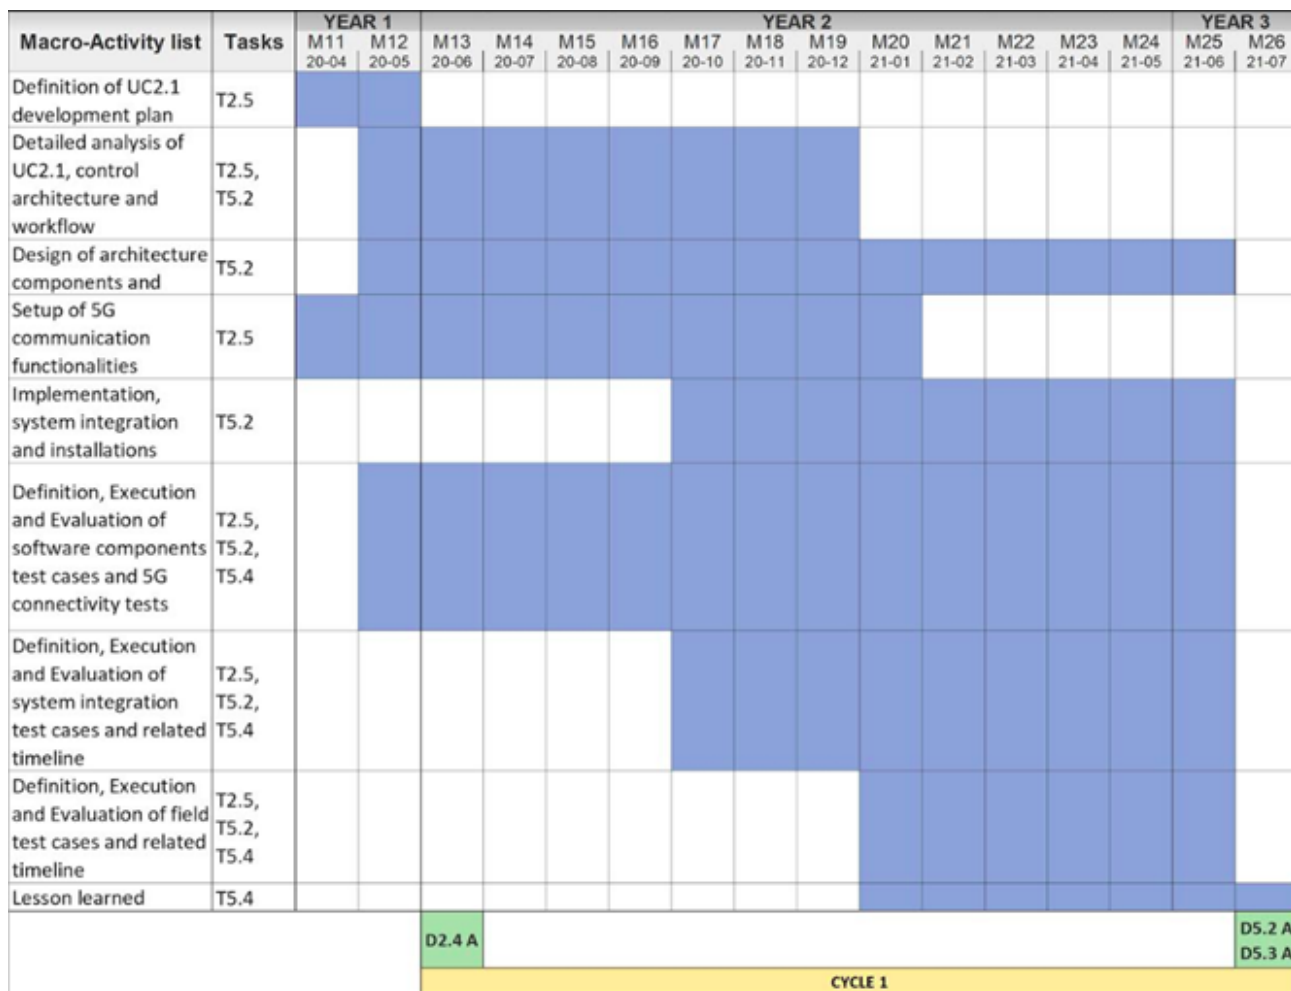 YEAR 1 YEAR 2 YEAR 3
Macro-Activity list Tasks M11 M12 M13 M14 M15 M16 M17 M18 M19 M20 M21 M22 M23 M24 M25 M26
20-04 20-05 20-06 20-07 20-08 20-09 20-10 20-11 20-12 21-01 21-02 21-03 21-04 21-05 21-06 21-07
Definition of UC2.1
development plan
T2.5
Detailed analysis of
UC2.1, control
architecture and
workflow
T2.5,
T5.2
Design of architecture
components and
T5.2
Setup of 5G
communication
functionalities
T2.5
Implementation,
system integration
and installations
T5.2
Definition, Execution
and Evaluation of
software components
test cases and 5G
connectivity tests
T2.5,
T5.2,
T5.4
Definition, Execution
and Evaluation of
system integration
test cases and related
timeline
T2.5,
T5.2,
T5.4
Definition, Execution
and Evaluation of field
test cases and related
timeline
T2.5,
T5.2,
T5.4
Lesson learned T5.4
D2.4 A
D5.2 A
D5.3 A
CYCLE 1